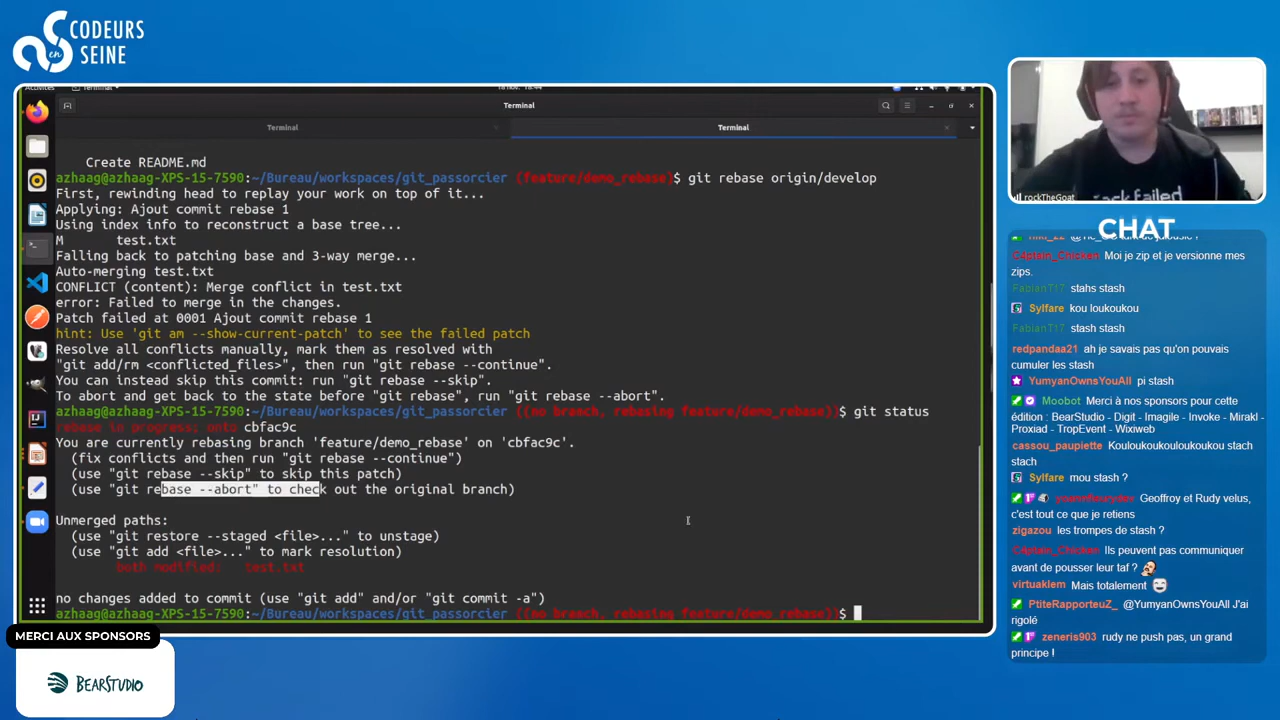 CODEURS
en
SEINE
Activités
Terminal
18 nov. 18:44
Terminal
Terminal
Terminal
Create README.md
azhaag@azhaag-XPS-15-7590:~/Bureau/workspaces/git_passorcier (feature/demo_rebase)$ git rebase origin/develop
First, rewinding head to replay your work on top of it...
Applying: Ajout commit rebase 1
Using index info to reconstruct a base tree...
M test.txt
Falling back to patching base and 3-way merge...
Auto-merging test.txt
CONFLICT (content): Merge conflict in test.txt
error: Failed to merge in the changes.
Patch failed at 0001 Ajout commit rebase 1
hint: Use 'git am --show-current-patch' to see the failed patch
Resolve all conflicts manually, mark them as resolved with
"git add/rm <conflicted_files>", then run "git rebase --continue".
You can instead skip this commit: run "git rebase --skip".
To abort and get back to the state before "git rebase", run "git rebase --abort".
azhaag@azhaag-XPS-15-7590:~/Bureau/workspaces/git_passorcier ((no branch, rebasing feature/demo_rebase))$ git status
rebase in progress; onto cbfac9c
You are currently rebasing branch 'feature/demo_rebase' on 'cbfac9c'.
(fix conflicts and then run "git rebase --continue")
(use "git rebase --skip" to skip this patch)
(use "git rebase --abort" to check out the original branch)
Unmerged paths:
(use "git restore --staged <file>..." to unstage)
(use "git add <file>..." to mark resolution)
both modified: test.txt
no changes added to commit (use "git add" and/or "git commit -a")
azhaag@azhaag-XPS-15-7590:~/Bureau/workspaces/git_passorcier ((no branch, rebasing feature/demo_rebase))$
MERCI AUX SPONSORS
BEARSTUDIO
rockTheGoat
CHAT
Captain_Chicken Moi je zip et je versionne mes
zips.
Fabian717 stahs stash
Sylfare kou loukoukou
Fabian717 stash stash
redpandaa21 ah je savais pas qu'on pouvais
cumuler les stash
YumyanOwnsYouAll pi stash
Moobot Merci à nos sponsors pour cette
édition : BearStudio - Digit - Imagile - Invoke - Mirakl -
Proxiad - TropEvent - Wixiweb
cassou_paupiette Kouloukoukouloukoukou stach
stach
Sylfare mou stash ?
Geoffroy et Rudy velus,
c'est tout ce que je retiens
zigazou les trompes de stash ?
Captain_Chicken Ils peuvent pas communiquer
avant de pousser leur taf ?
virtuaklem Mais totalement
PtiteRapporteuZ_ @YumyanOwnsYouAll J'ai
rigolé
zeneris903 rudy ne push pas, un grand
principe !